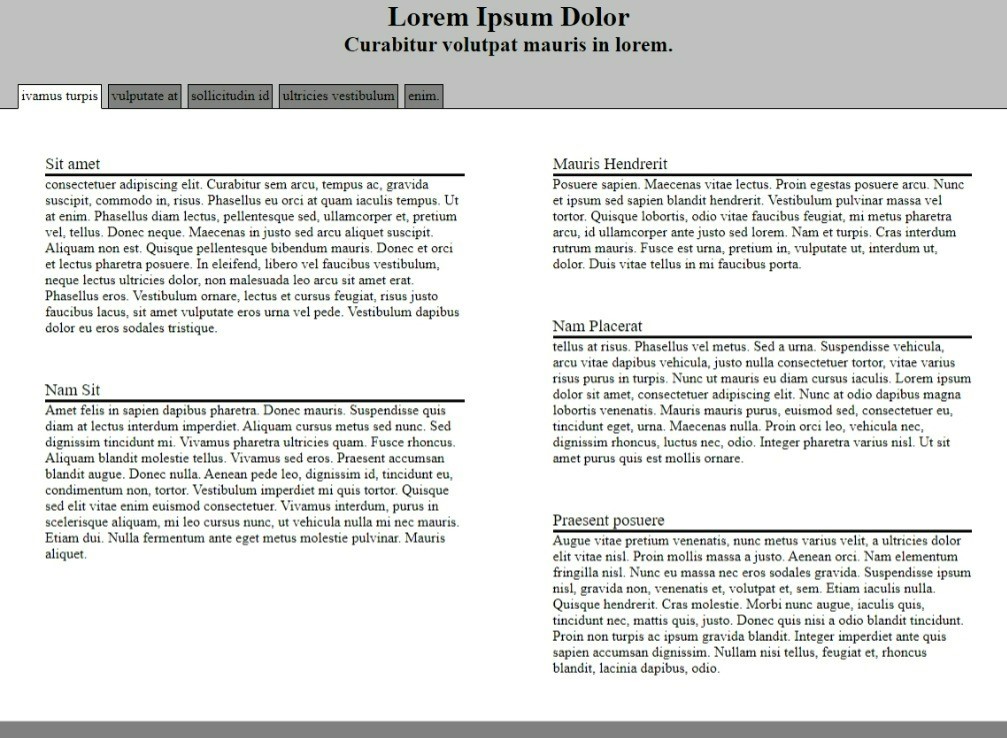 Lorem Ipsum Dolor
Curabitur volutpat mauris in lorem.
ivamus turpis
vulputate at
sollicitudin id
ultricies vestibulum
enim.
Sit amet
consectetuer adipiscing elit. Curabitur sem arcu, tempus ac, gravida
suscipit, commodo in, risus. Phasellus eu orci at quam iaculis tempus. Ut
at enim. Phasellus diam lectus, pellentesque sed, ullamcorper et, pretium
vel, tellus. Donec neque. Maecenas in justo sed arcu aliquet suscipit.
Aliquam non est. Quisque pellentesque bibendum mauris. Donec et orci
et lectus pharetra posuere. In eleifend, libero vel faucibus vestibulum,
neque lectus ultricies dolor, non malesuada leo arcu sit amet erat.
Phasellus eros. Vestibulum ornare, lectus et cursus feugiat, risus justo
faucibus lacus, sit amet vulputate eros urna vel pede. Vestibulum dapibus
dolor eu eros sodales tristique.
Nam Sit
Amet felis in sapien dapibus pharetra. Donec mauris. Suspendisse quis
diam at lectus interdum imperdiet. Aliquam cursus metus sed nunc. Sed
dignissim tincidunt mi. Vivamus pharetra ultricies quam. Fusce rhoncus.
Aliquam blandit molestie tellus. Vivamus sed eros. Praesent accumsan
blandit augue. Donec nulla. Aenean pede leo, dignissim id, tincidunt eu,
condimentum non, tortor. Vestibulum imperdiet mi quis tortor. Quisque
sed elit vitae enim euismod consectetuer. Vivamus interdum, purus in
scelerisque aliquam, mi leo cursus nunc, ut vehicula nulla mi nec mauris.
Etiam dui. Nulla fermentum ante eget metus molestie pulvinar. Mauris
aliquet.
Mauris Hendrerit
Posuere sapien. Maecenas vitae lectus. Proin egestas posuere arcu. Nunc
et ipsum sed sapien blandit hendrerit. Vestibulum pulvinar massa vel
tortor. Quisque lobortis, odio vitae faucibus feugiat, mi metus pharetra
arcu, id ullamcorper ante justo sed lorem. Nam et turpis. Cras interdum
rutrum mauris. Fusce est urna, pretium in, vulputate ut, interdum ut,
dolor. Duis vitae tellus in mi faucibus porta.
Nam Placerat
tellus at risus. Phasellus vel metus. Sed a urna. Suspendisse vehicula,
arcu vitae dapibus vehicula, justo nulla consectetuer tortor, vitae varius
risus purus in turpis. Nunc ut mauris eu diam cursus iaculis. Lorem ipsum
dolor sit amet, consectetuer adipiscing elit. Nunc at odio dapibus magna
lobortis venenatis. Mauris mauris purus, euismod sed, consectetuer eu,
tincidunt eget, urna. Maecenas nulla. Proin orci leo, vehicula nec,
dignissim rhoncus, luctus nec, odio. Integer pharetra varius nisl. Ut sit
amet purus quis est mollis ornare.
Praesent posuere
Augue vitae pretium venenatis, nunc metus varius velit, a ultricies dolor
elit vitae nisl. Proin mollis massa a justo. Aenean orci. Nam elementum
fringilla nisl. Nunc eu massa nec eros sodales gravida. Suspendisse ipsum
nisl, gravida non, venenatis et, volutpat et, sem. Etiam iaculis nulla.
Quisque hendrerit. Cras molestie. Morbi nunc augue, iaculis quis,
tincidunt nec, mattis quis, justo. Donec quis nisi a odio blandit tincidunt.
Proin non turpis ac ipsum gravida blandit. Integer imperdiet ante quis
sapien accumsan dignissim. Nullam nisi tellus, feugiat et, rhoncus
blandit, lacinia dapibus, odio.